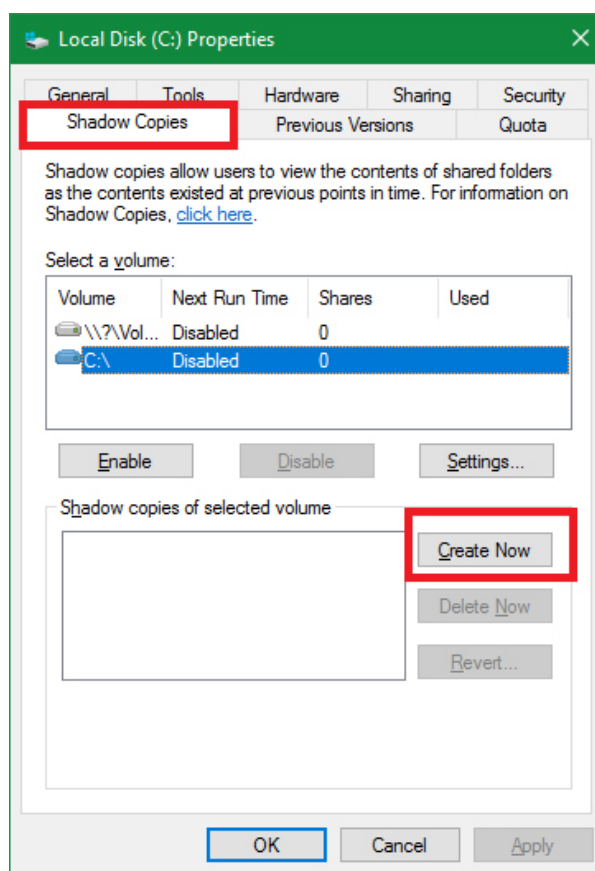 Local Disk (C:) Properties
General Tools Hardware Sharing Security
Shadow Copies Previous Versions Quota
Shadow copies allow users to view the contents of shared folders
as the contents existed at previous points in time. For information on
Shadow Copies, click here.
Select a volume:
Volume Next Run Time Shares Used
\\?\Vol... Disabled 0
C:\ Disabled 0
Enable Disable Settings...
Shadow copies of selected volume
Create Now
Delete Now
Revert...
OK Cancel Apply